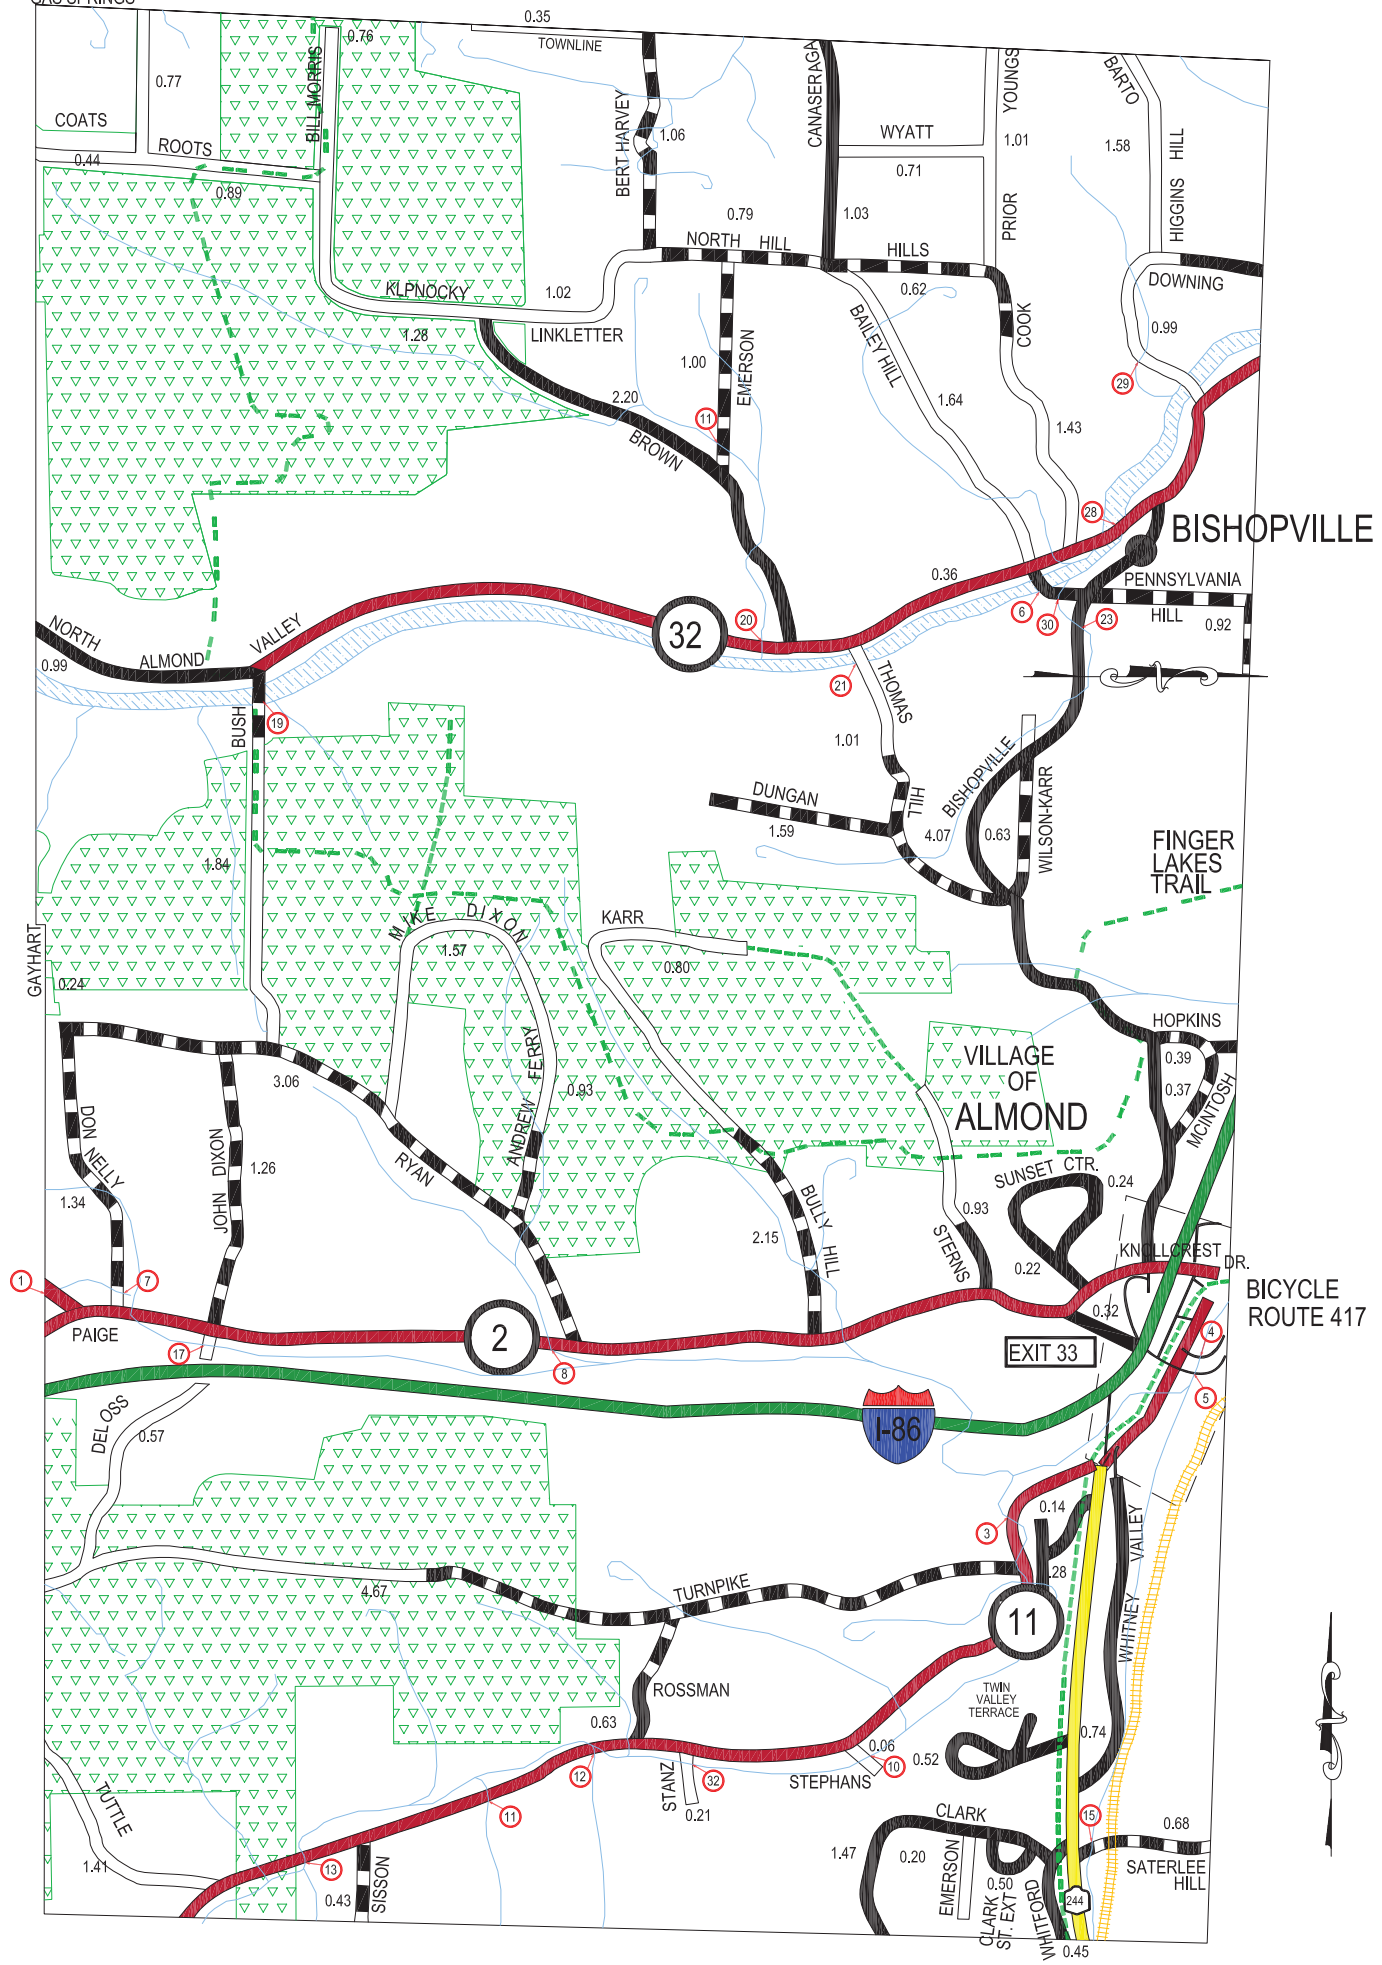 0.35
TOWNLINE
0.76
BILL MORRIS
0.77
COATS
ROOTS
0.44
0.89
BERT HARVEY
1.06
CANASERAGA
WYATT
0.71
YOUNGS
1.01
PRIOR
BARTO
1.58
HIGGINS HILL
0.79
1.03
NORTH HILL
HILLS
0.62
DOWNING
KLPNOCKY
1.02
1.28
LINKLETTER
1.00
EMERSON
BAILEY HILL
COOK
0.99
29
2.20
11
1.64
1.43
BROWN
28
BISHOPVILLE
0.36
PENNSYLVANIA
HILL
0.92
6
30
23
NORTH
ALMOND
VALLEY
0.99
32
20
21
THOMAS
HILL
BUSH
19
1.01
BISHOPVILLE
DUNGAN
1.59
4.07
0.63
WILSON-KARR
FINGER
LAKES
TRAIL
1.84
MIKE DIXON
1.57
KARR
0.80
GAYHART
0.24
HOPKINS
0.39
0.37
MCINTOSH
VILLAGE
OF
ALMOND
3.06
ANDREW FERRY
0.93
DON NELLY
1.34
JOHN DIXON
1.26
RYAN
BULLY HILL
2.15
STERNS
0.93
SUNSET CTR.
0.24
0.22
KNOLLCREST DR.
BICYCLE
ROUTE 417
1
7
PAIGE
17
2
8
0.32
EXIT 33
4
5
DELOSS
0.57
I-86
3
0.14
VALLEY
4.67
TURNPIKE
.28
11
WHITNEY
ROSSMAN
0.63
TWIN
VALLEY
TERRACE
0.74
0.06
0.52
10
12
32
STANZ
0.21
STEPHANS
TUTTLE
1.41
11
13
0.43
SISSON
CLARK
1.47
0.20
EMERSON
0.50
CLARK
ST. EXT
WHITFORD
15
0.68
SATERLEE
HILL
244
0.45